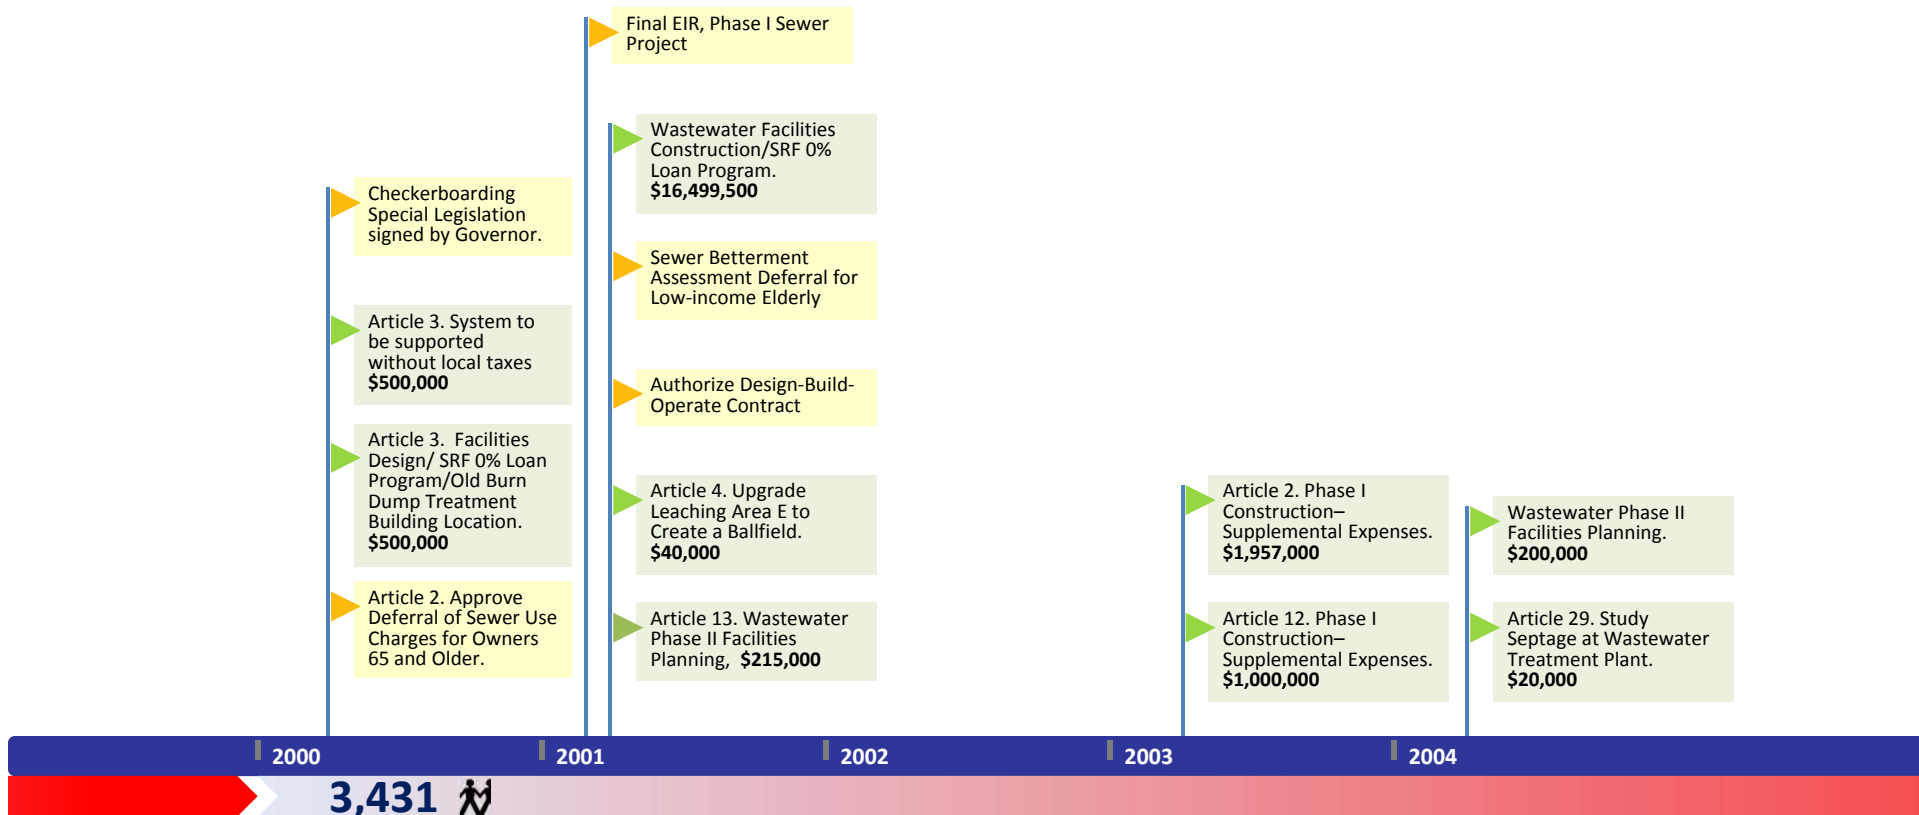 Final EIR, Phase I Sewer
Project
Wastewater Facilities
Construction/SRF 0%
Loan Program.
$16,499,500
Checkerboarding
Special Legislation
signed by Governor.
Sewer Betterment
Assessment Deferral for
Low-income Elderly
Article 3. System to
be supported
without local taxes
$500,000
Authorize Design-Build-
Operate Contract
Article 3.  Facilities
Design/ SRF 0% Loan
Program/Old Burn
Dump Treatment
Building Location.
$500,000
Article 4. Upgrade
Leaching Area E to
Create a Ballfield.
$40,000
Article 2. Phase I
Construction–
Supplemental Expenses.
$1,957,000
Wastewater Phase II
Facilities Planning.
$200,000
Article 2. Approve
Deferral of Sewer Use
Charges for Owners
65 and Older.
Article 13. Wastewater
Phase II Facilities
Planning,  $215,000
Article 12. Phase I
Construction–
Supplemental Expenses.
$1,000,000
Article 29. Study
Septage at Wastewater
Treatment Plant.
$20,000
2000
2001
2002
2003
2004
3,431